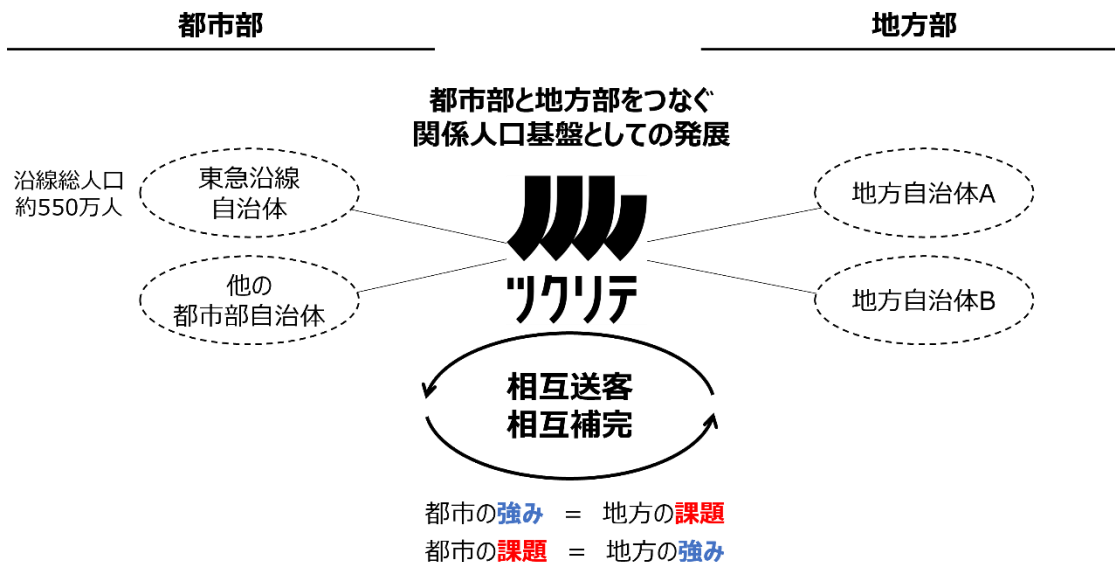 都市部
地方部
都市部と地方部をつなぐ
関係人口基盤としての発展
沿線総人口
約550万人
東急沿線
自治体
他の
都市部自治体
ツクリテ
地方自治体A
地方自治体B
相互送客
相互補完
都市の強み = 地方の課題
都市の課題 = 地方の強み